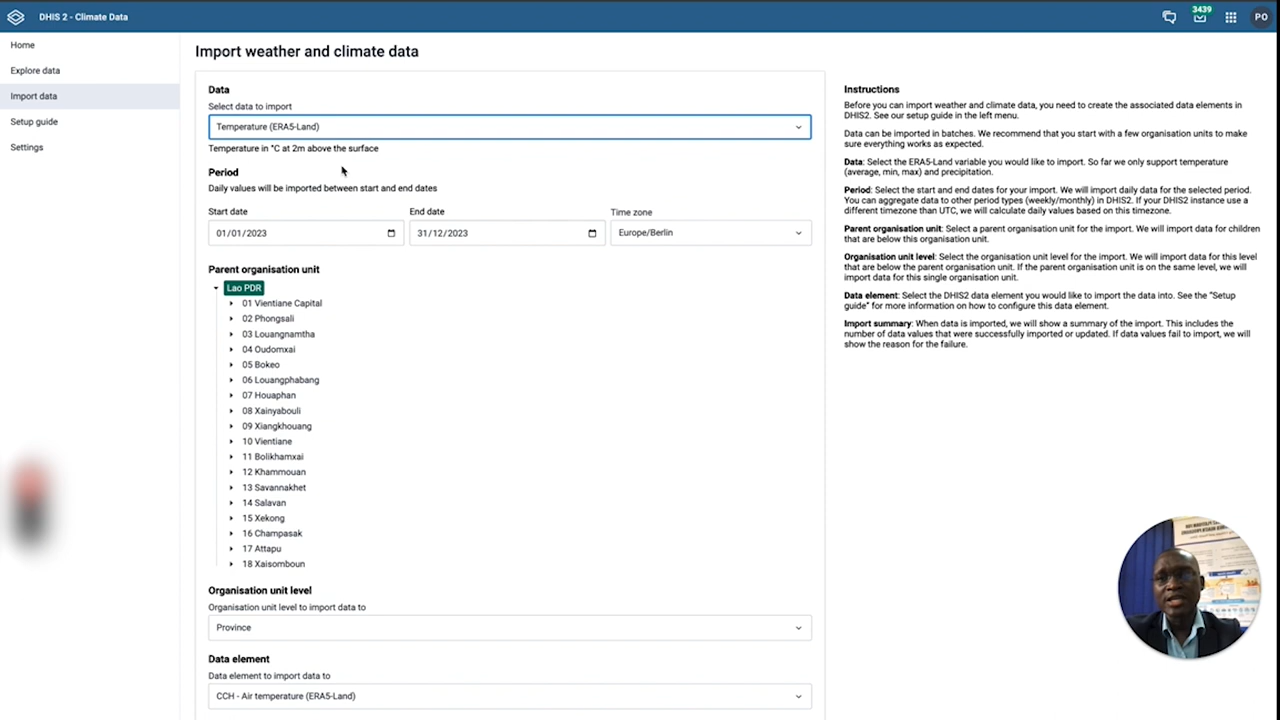 DHIS 2 - Climate Data
3439
PO
Home
Explore data
Import data
Setup guide
Settings
Import weather and climate data
Data
Select data to import
Temperature (ERA5-Land)
Temperature in °C at 2m above the surface
Period
Daily values will be imported between start and end dates
Start date
End date
Time zone
01/01/2023
31/12/2023
Europe/Berlin
Parent organisation unit
Lao PDR
01 Vientiane Capital
02 Phongsali
03 Louangnamtha
04 Oudomxai
05 Bokeo
06 Louangphabang
07 Houaphan
08 Xainyabouli
09 Xiangkhouang
10 Vientiane
11 Bolikhamxai
12 Khammouan
13 Savannakhet
14 Salavan
15 Xekong
16 Champasak
17 Attapu
18 Xaisomboun
Organisation unit level
Organisation unit level to import data to
Province
Data element
Data element to import data to
CCH - Air temperature (ERA5-Land)
Instructions
Before you can import weather and climate data, you need to create the associated data elements in
DHIS2. See our setup guide in the left menu.
Data can be imported in batches. We recommend that you start with a few organisation units to make
sure everything works as expected.
Data: Select the ERA5-Land variable you would like to import. So far we only support temperature
(average, min, max) and precipitation.
Period: Select the start and end dates for your import. We will import daily data for the selected period.
You can aggregate data to other period types (weekly/monthly) in DHIS2. If your DHIS2 instance use a
different timezone than UTC, we will calculate daily values based on this timezone.
Parent organisation unit: Select a parent organisation unit for the import. We will import data for children
that are below this organisation unit.
Organisation unit level: Select the organisation unit level for the import. We will import data for this level
that are below the parent organisation unit. If the parent organisation unit is on the same level, we will
import data for this single organisation unit.
Data element: Select the DHIS2 data element you would like to import the data into. See the "Setup
guide" for more information on how to configure this data element.
Import summary: When data is imported, we will show a summary of the import. This includes the
number of data values that were successfully imported or updated. If data values fail to import, we will
show the reason for the failure.